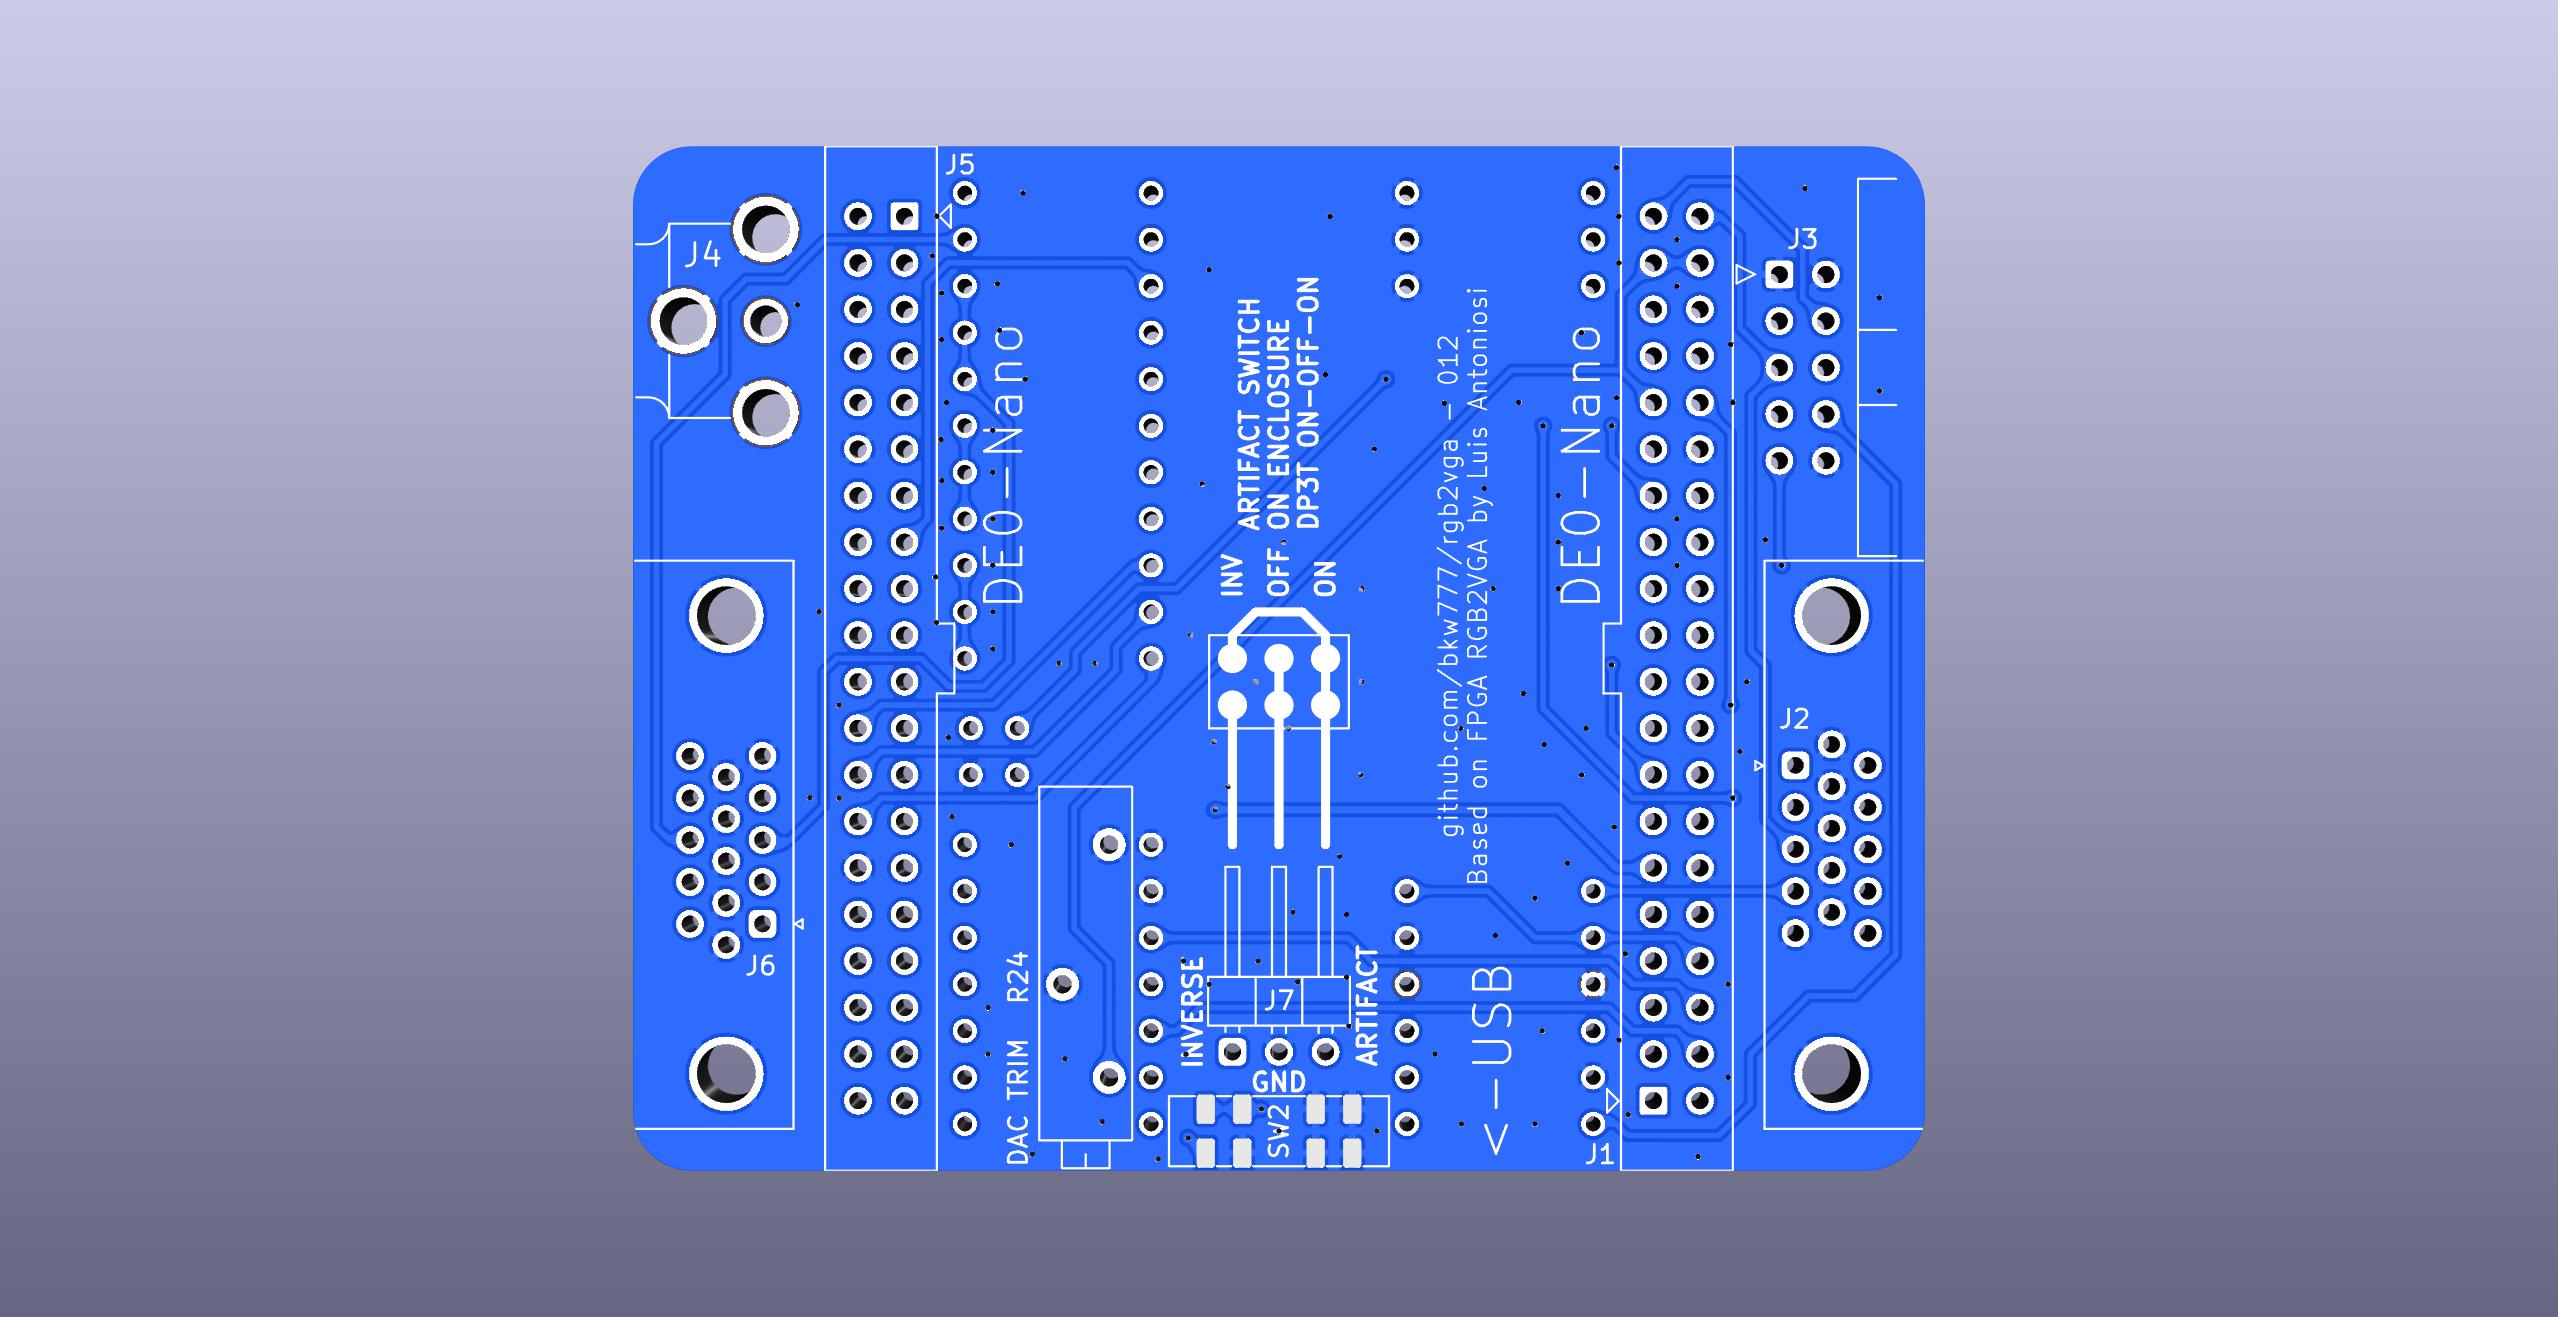 J5
J4
J3
DEO-Nano
ARTIFACT SWITCH
ON ENCLOSURE
DP3T ON-OFF-ON
INV
OFF
ON
github.com/bkw777/rgb2vga - 012
Based on FPGA RGB2VGA by Luis Antoniosi
DEO-Nano
J2
J6
DAC TRIM R24
INVERSE
J7
ARTIFACT
GND
SW2
<-USB
J1